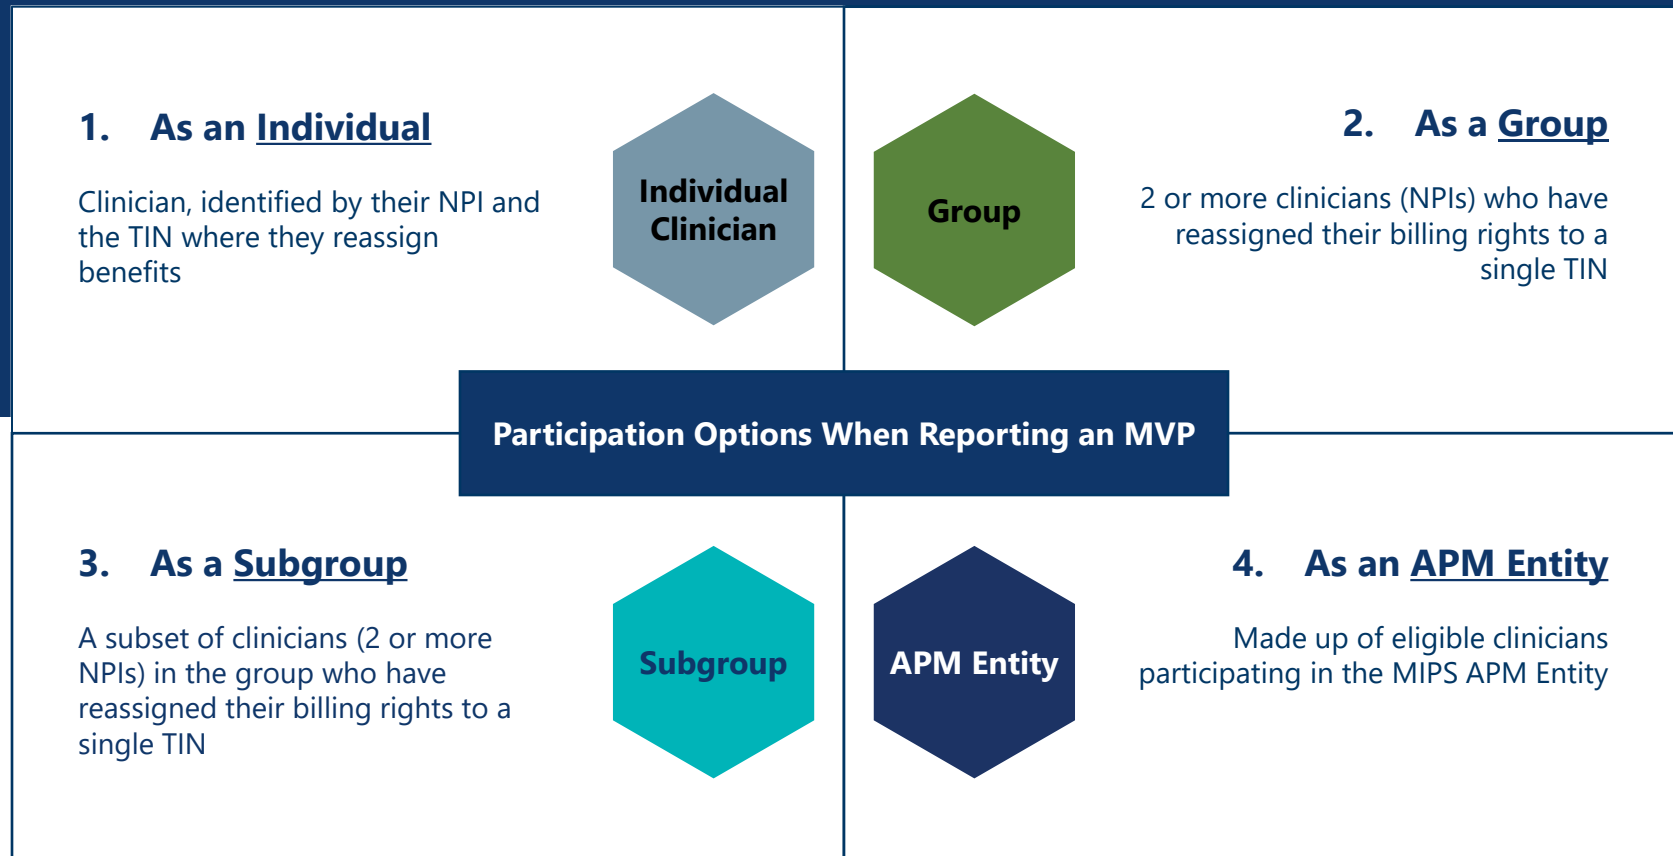 1. As an Individual
Clinician, identified by their NPI and
the TIN where they reassign
benefits
Individual
Clinician
Group
2. As a Group
2 or more clinicians (NPIs) who have
reassigned their billing rights to a
single TIN
Participation Options When Reporting an MVP
3. As a Subgroup
A subset of clinicians (2 or more
NPIs) in the group who have
reassigned their billing rights to a
single TIN
Subgroup
APM Entity
4. As an APM Entity
Made up of eligible clinicians
participating in the MIPS APM Entity